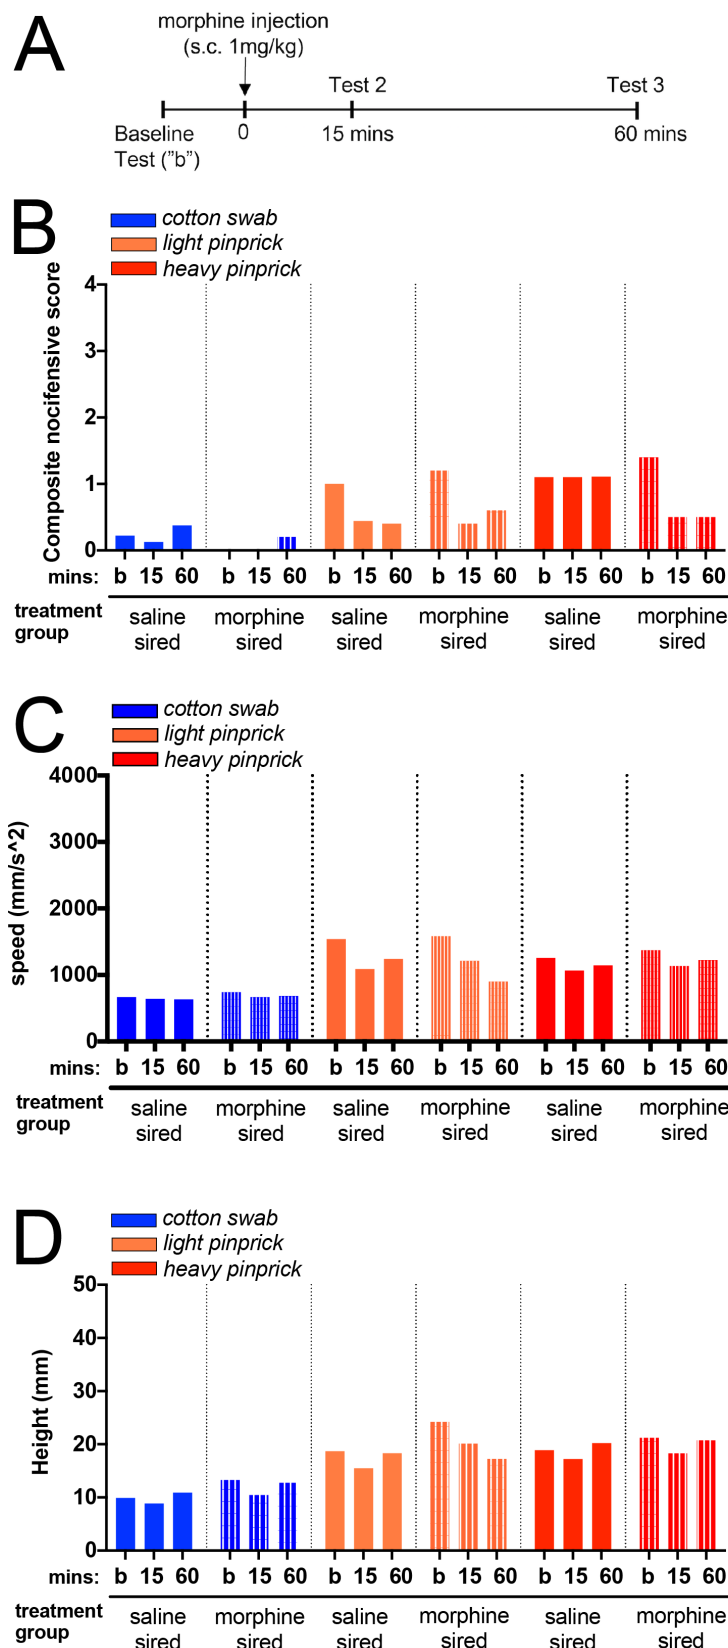 A
morphine injection
(s.c. 1mg/kg)
Test 2
Test 3
Baseline
Test ("b")
0
15 mins
60 mins
B
cotton swab
light pinprick
heavy pinprick
Composite nocifensive score
4
3
2
1
0
mins: b 15 60 b 15 60 b 15 60 b 15 60 b 15 60 b 15 60
treatment group
saline sired
morphine sired
saline sired
morphine sired
saline sired
morphine sired
C
cotton swab
light pinprick
heavy pinprick
speed (mm/s^2)
4000
3000
2000
1000
0
mins: b 15 60 b 15 60 b 15 60 b 15 60 b 15 60 b 15 60
treatment group
saline sired
morphine sired
saline sired
morphine sired
saline sired
morphine sired
D
cotton swab
light pinprick
heavy pinprick
Height (mm)
50
40
30
20
10
0
mins: b 15 60 b 15 60 b 15 60 b 15 60 b 15 60 b 15 60
treatment group
saline sired
morphine sired
saline sired
morphine sired
saline sired
morphine sired